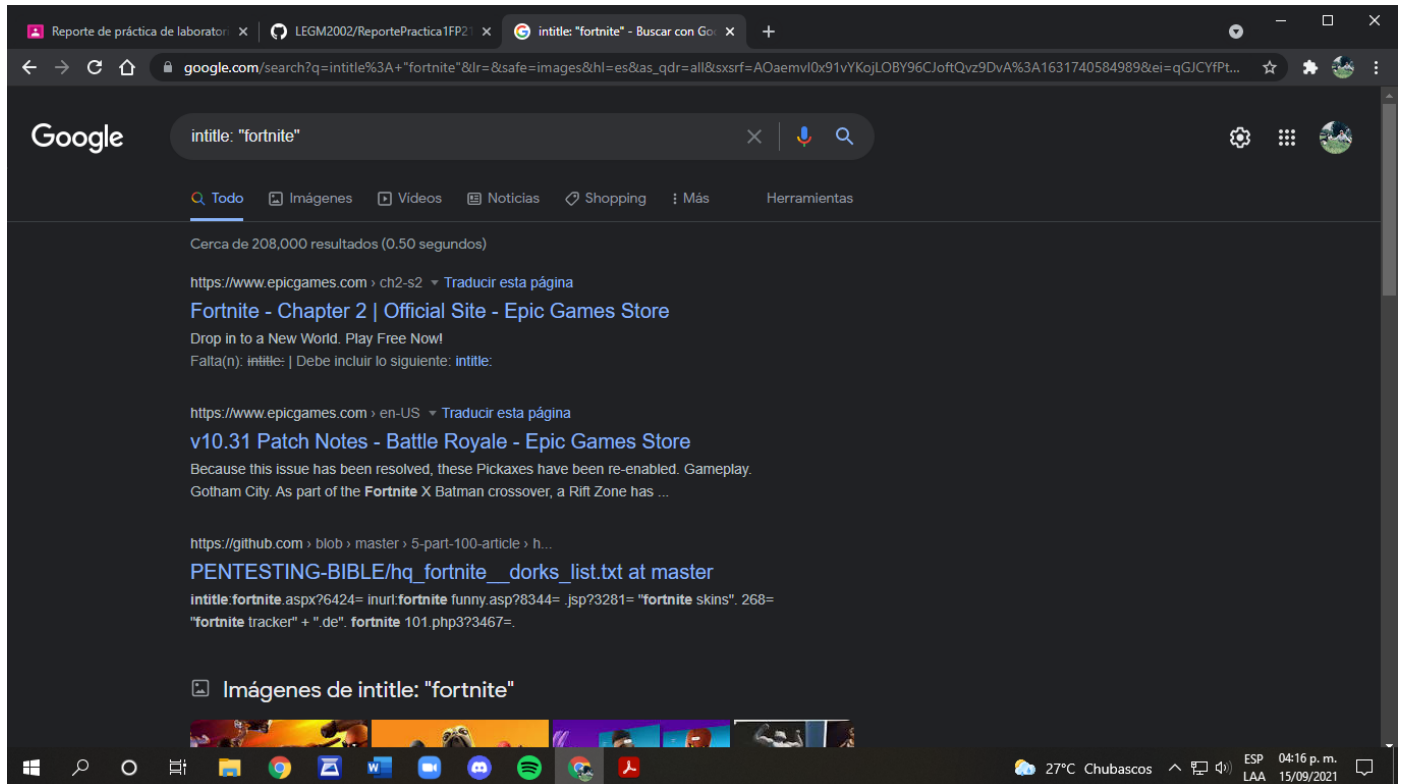 Reporte de práctica de laborator
LEGM2002/ReportePractica1FP21
intitle: "fortnite" - Buscar con Goo
google.com/search?q=intitle%3A+"fortnite"&lr=&safe=images&hl=es&as_qdr=all&sxsrf=AOaemvI0x91vYKojLOBY96CJoftQvz9DvA%3A1631740584989&ei=qGJCYfPt...
Google
intitle: "fortnite"
Todo
Imágenes
Vídeos
Noticias
Shopping
Más
Herramientas
Cerca de 208,000 resultados (0.50 segundos)
https://www.epicgames.com › ch2-s2 Traducir esta página
Fortnite - Chapter 2 | Official Site - Epic Games Store
Drop in to a New World. Play Free Now!
Falta(n): intitle: | Debe incluir lo siguiente: intitle:
https://www.epicgames.com › en-US Traducir esta página
v10.31 Patch Notes - Battle Royale - Epic Games Store
Because this issue has been resolved, these Pickaxes have been re-enabled. Gameplay.
Gotham City. As part of the Fortnite X Batman crossover, a Rift Zone has ...
https://github.com › blob › master › 5-part-100-article › h...
PENTESTING-BIBLE/hq_fortnite__dorks_list.txt at master
intitle:fortnite.aspx?6424= inurl:fortnite funny.asp?8344= .jsp?3281= "fortnite skins". 268=
"fortnite tracker" + ".de". fortnite 101.php3?3467=.
Imágenes de intitle: "fortnite"
27°C Chubascos
ESP
LAA
04:16 p. m.
15/09/2021